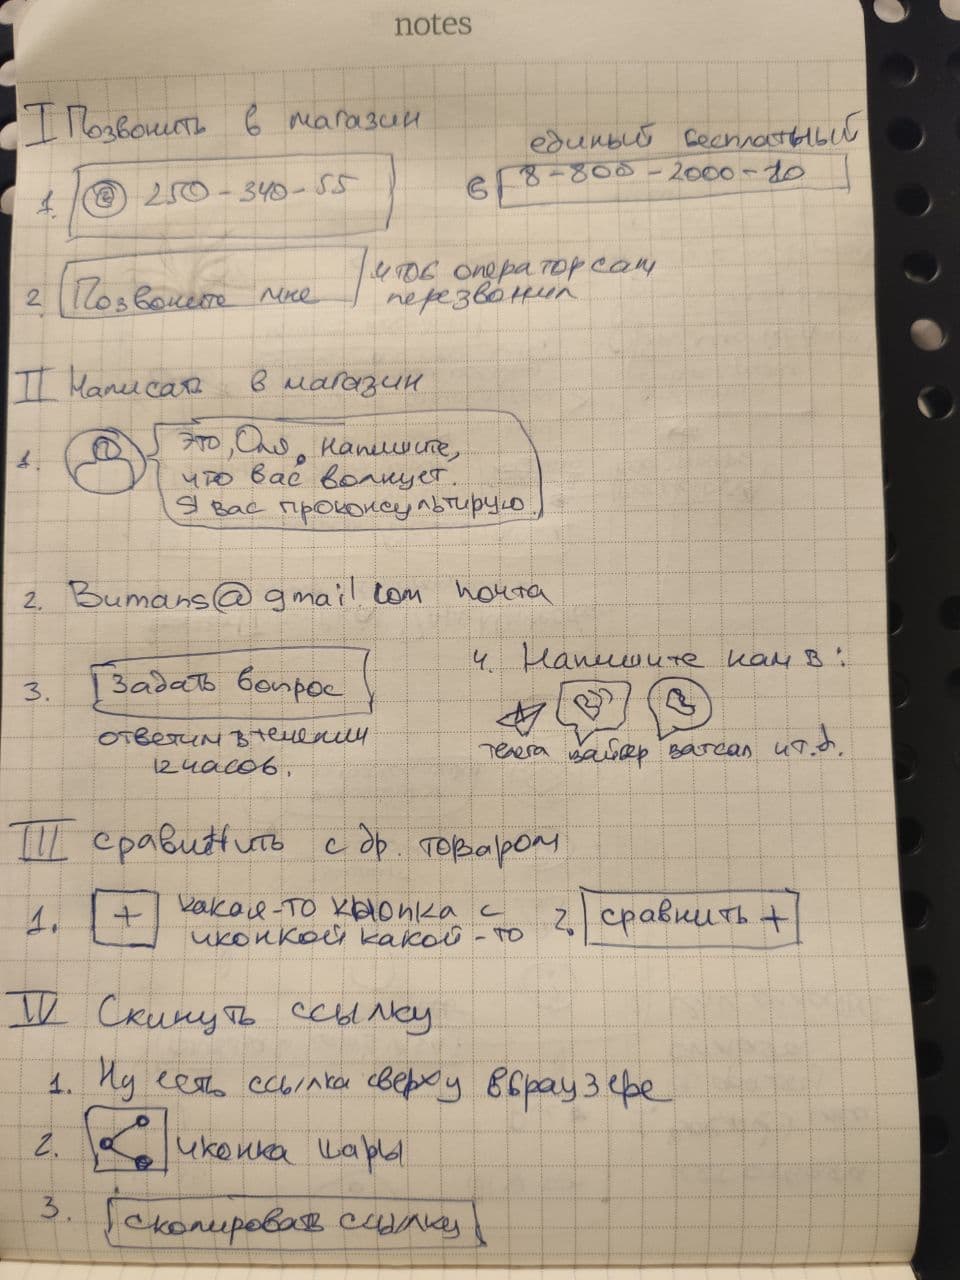 notes
I Позвонить в магазин
1. 250-340-55
единый бесплатный
8-800-2000-10
2. Позвоните мне
чтоб оператор сам
перезвонил
II Написать в магазин
1. Это, Оля, напишите,
что вас волнует.
Я вас проконсультирую.
2. Bumans@gmail.com почта
3. Задать вопрос
ответим в течении
12 часов.
4. Напишите нам в:
телега вайбер ватсап и т.д.
III сравнить с др. товаром
1. + какая-то кнопка с
иконкой какой-то
2. сравнить +
IV Скинуть ссылку
1. Ну есть ссылка сверху в браузере
2. иконка шары
3. скопировать ссылку